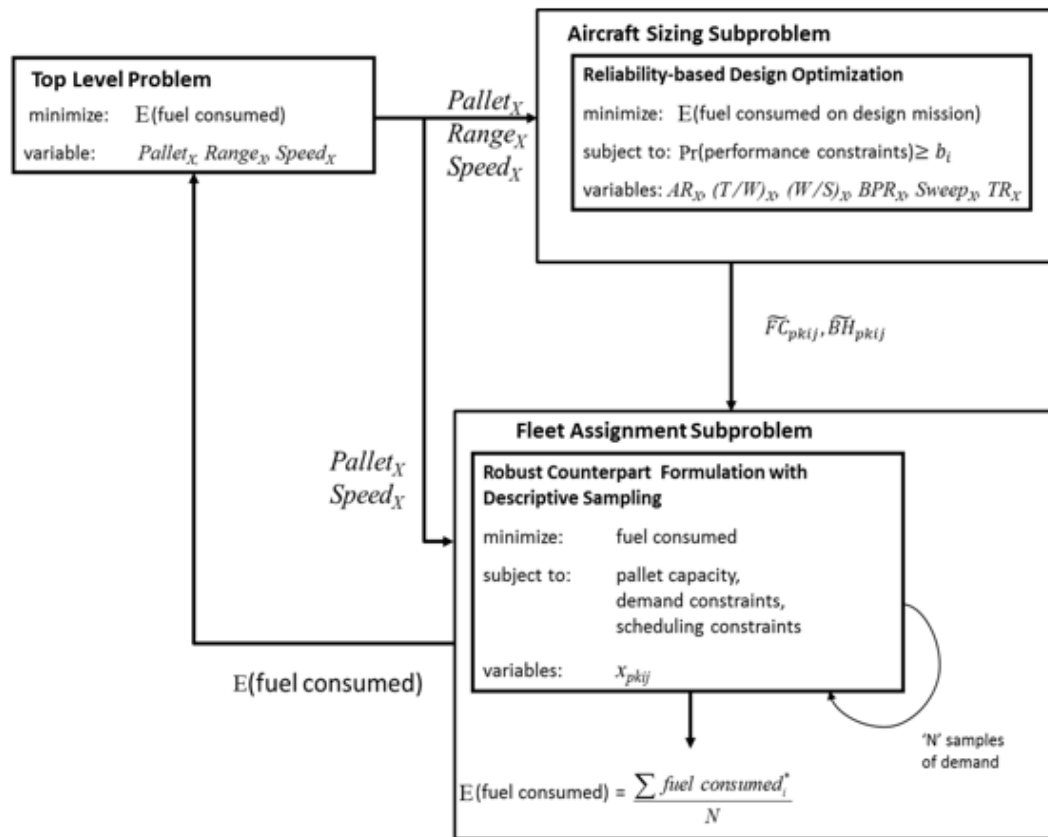 Top Level Problem
minimize: E(fuel consumed)
variable: Pallet_X, Range_X, Speed_X
Pallet_X
Range_X
Speed_X
Aircraft Sizing Subproblem
Reliability-based Design Optimization
minimize: E(fuel consumed on design mission)
subject to: Pr(performance constraints)≥ b_i
variables: AR_X, (T/W)_X, (W/S)_X, BPR_X, Sweep_X, TR_X
F͂C͂_pkij, B͂H͂_pkij
Pallet_X
Speed_X
Fleet Assignment Subproblem
Robust Counterpart Formulation with
Descriptive Sampling
minimize: fuel consumed
subject to: pallet capacity,
demand constraints,
scheduling constraints
variables: x_pkij
'N' samples
of demand
E(fuel consumed)
E(fuel consumed) = ∑ fuel consumed*_i / N